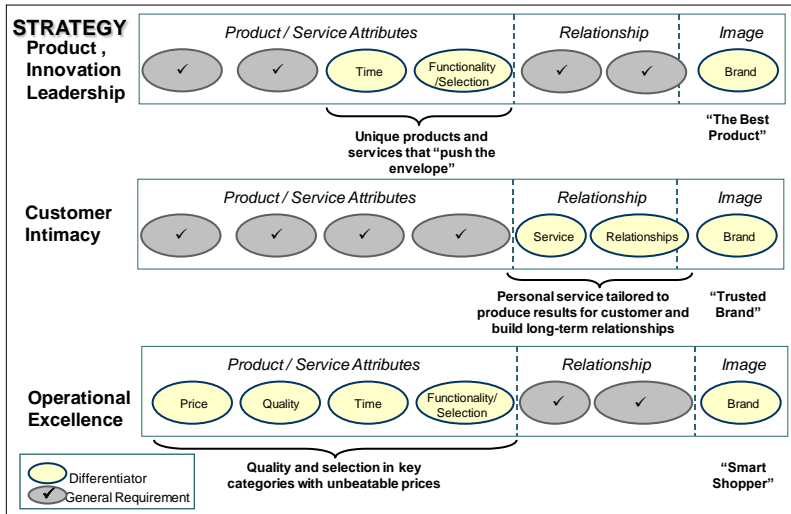 STRATEGY
Product / Service Attributes
Relationship
Image
Product ,
Innovation
Leadership
✓
✓
Time
Functionality
/Selection
✓
✓
Brand
Unique products and
services that “push the
envelope”
“The Best
Product”
Product / Service Attributes
Relationship
Image
Customer
Intimacy
✓
✓
✓
✓
Service
Relationships
Brand
Personal service tailored to
produce results for customer and
build long-term relationships
“Trusted
Brand”
Product / Service Attributes
Relationship
Image
Operational
Excellence
Price
Quality
Time
Functionality/
Selection
✓
✓
Brand
Quality and selection in key
categories with unbeatable prices
“Smart
Shopper”
Differentiator
✓ General Requirement